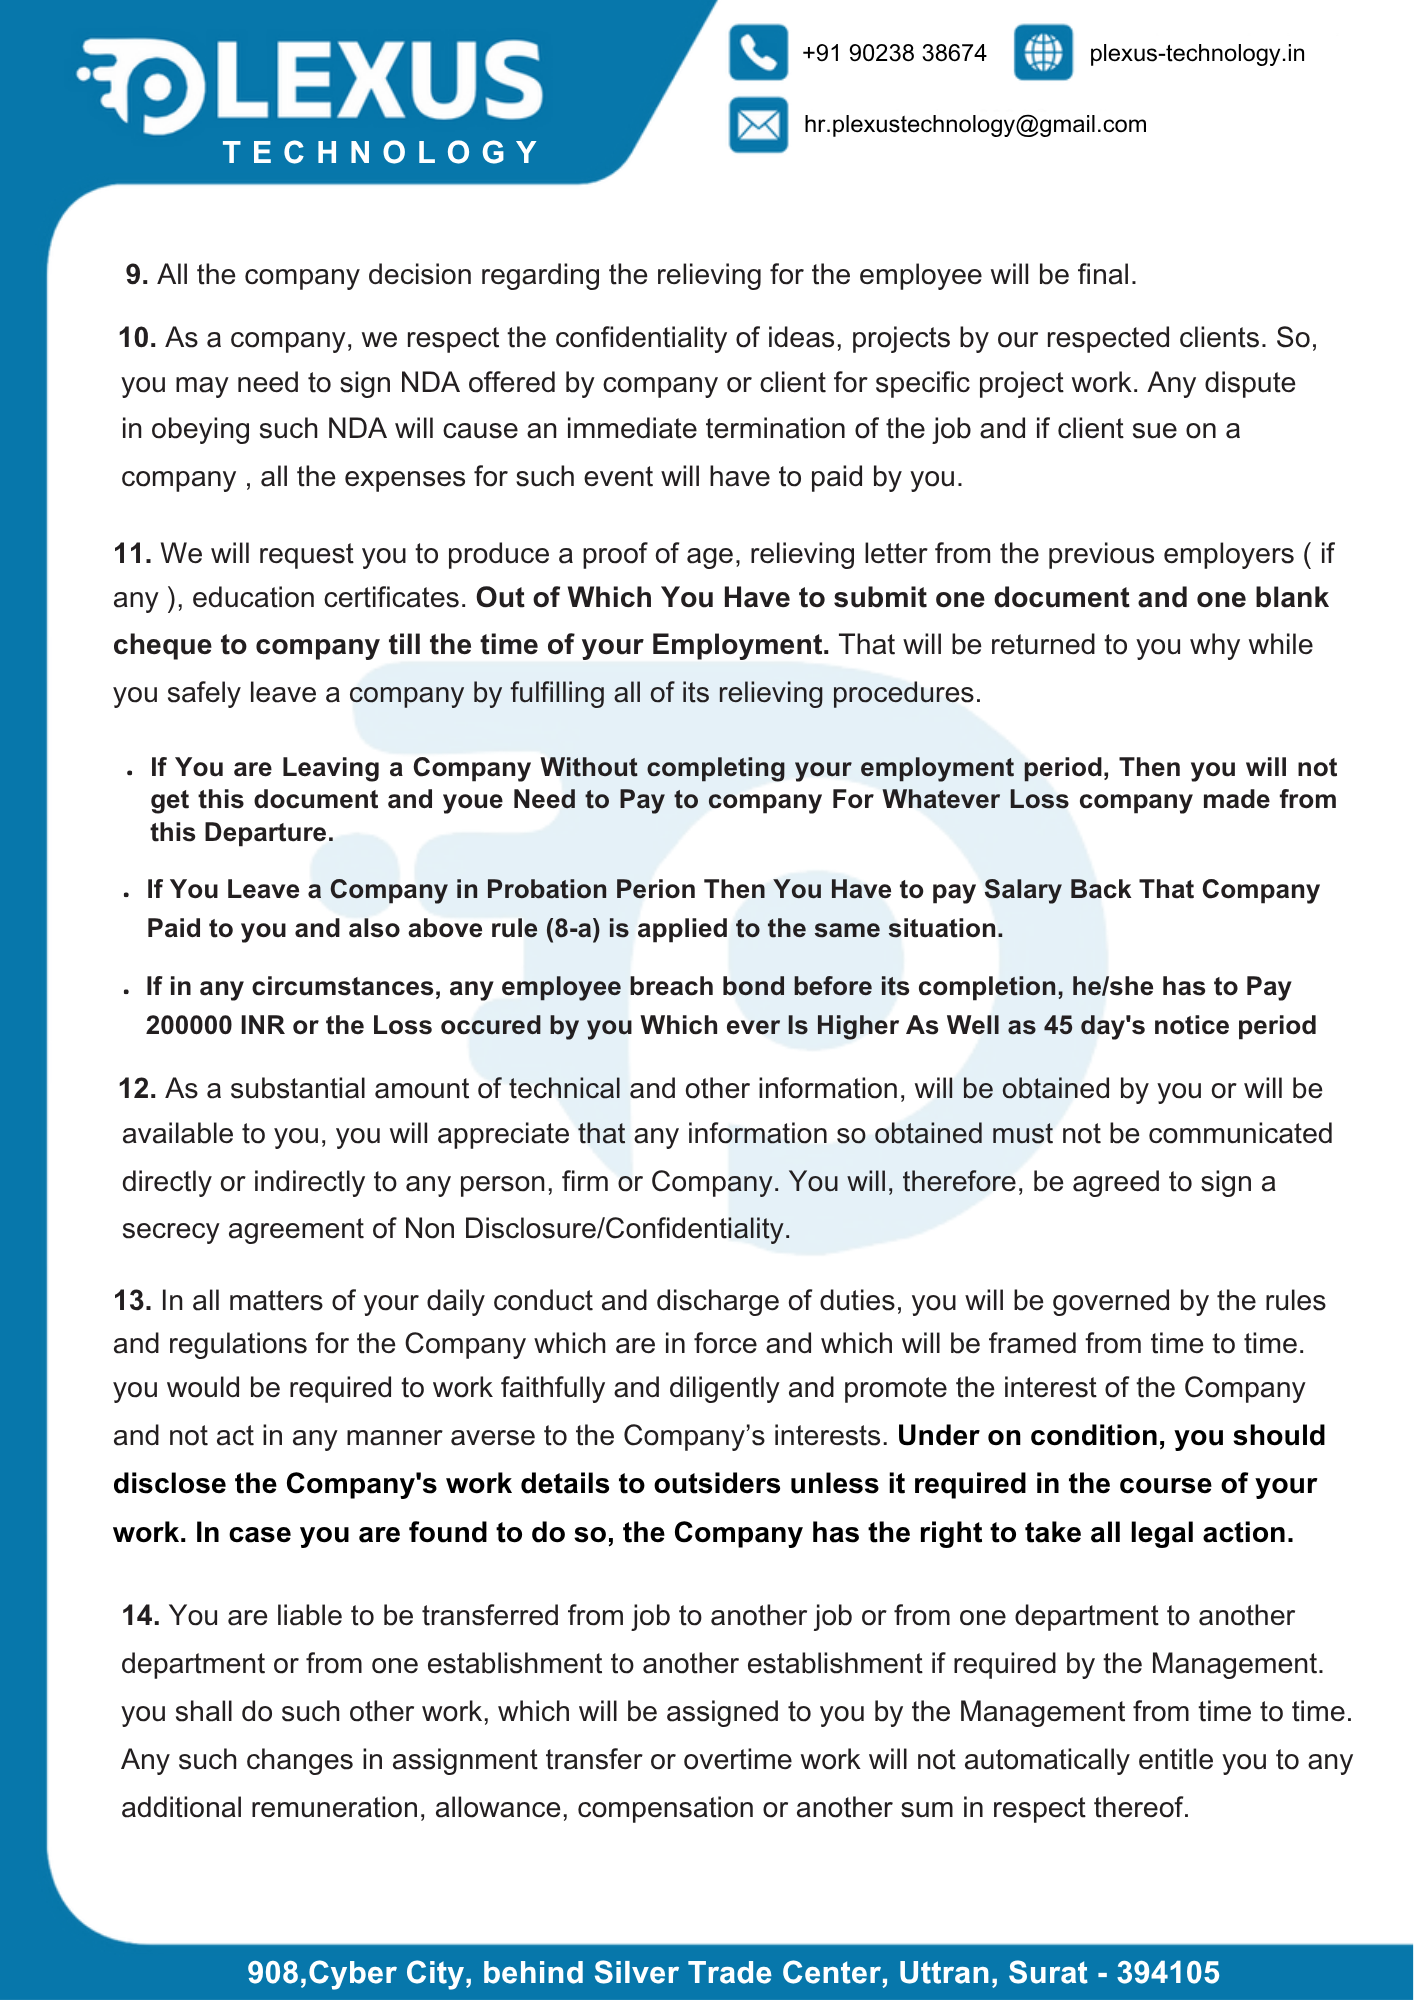 PLEXUS
TECHNOLOGY
+91 90238 38674
plexus-technology.in
hr.plexustechnology@gmail.com
9. All the company decision regarding the relieving for the employee will be final.
10. As a company, we respect the confidentiality of ideas, projects by our respected clients. So,
you may need to sign NDA offered by company or client for specific project work. Any dispute
in obeying such NDA will cause an immediate termination of the job and if client sue on a
company , all the expenses for such event will have to paid by you.
11. We will request you to produce a proof of age, relieving letter from the previous employers ( if
any ), education certificates. Out of Which You Have to submit one document and one blank
cheque to company till the time of your Employment. That will be returned to you why while
you safely leave a company by fulfilling all of its relieving procedures.
. If You are Leaving a Company Without completing your employment period, Then you will not
get this document and youe Need to Pay to company For Whatever Loss company made from
this Departure.
. If You Leave a Company in Probation Perion Then You Have to pay Salary Back That Company
Paid to you and also above rule (8-a) is applied to the same situation.
. If in any circumstances, any employee breach bond before its completion, he/she has to Pay
200000 INR or the Loss occured by you Which ever Is Higher As Well as 45 day's notice period
12. As a substantial amount of technical and other information, will be obtained by you or will be
available to you, you will appreciate that any information so obtained must not be communicated
directly or indirectly to any person, firm or Company. You will, therefore, be agreed to sign a
secrecy agreement of Non Disclosure/Confidentiality.
13. In all matters of your daily conduct and discharge of duties, you will be governed by the rules
and regulations for the Company which are in force and which will be framed from time to time.
you would be required to work faithfully and diligently and promote the interest of the Company
and not act in any manner averse to the Company’s interests. Under on condition, you should
disclose the Company's work details to outsiders unless it required in the course of your
work. In case you are found to do so, the Company has the right to take all legal action.
14. You are liable to be transferred from job to another job or from one department to another
department or from one establishment to another establishment if required by the Management.
you shall do such other work, which will be assigned to you by the Management from time to time.
Any such changes in assignment transfer or overtime work will not automatically entitle you to any
additional remuneration, allowance, compensation or another sum in respect thereof.
908,Cyber City, behind Silver Trade Center, Uttran, Surat - 394105